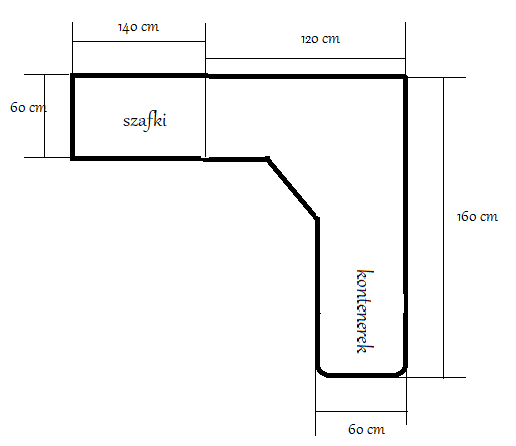 140 cm
120 cm
60 cm
szafki
160 cm
kontenerek
60 cm